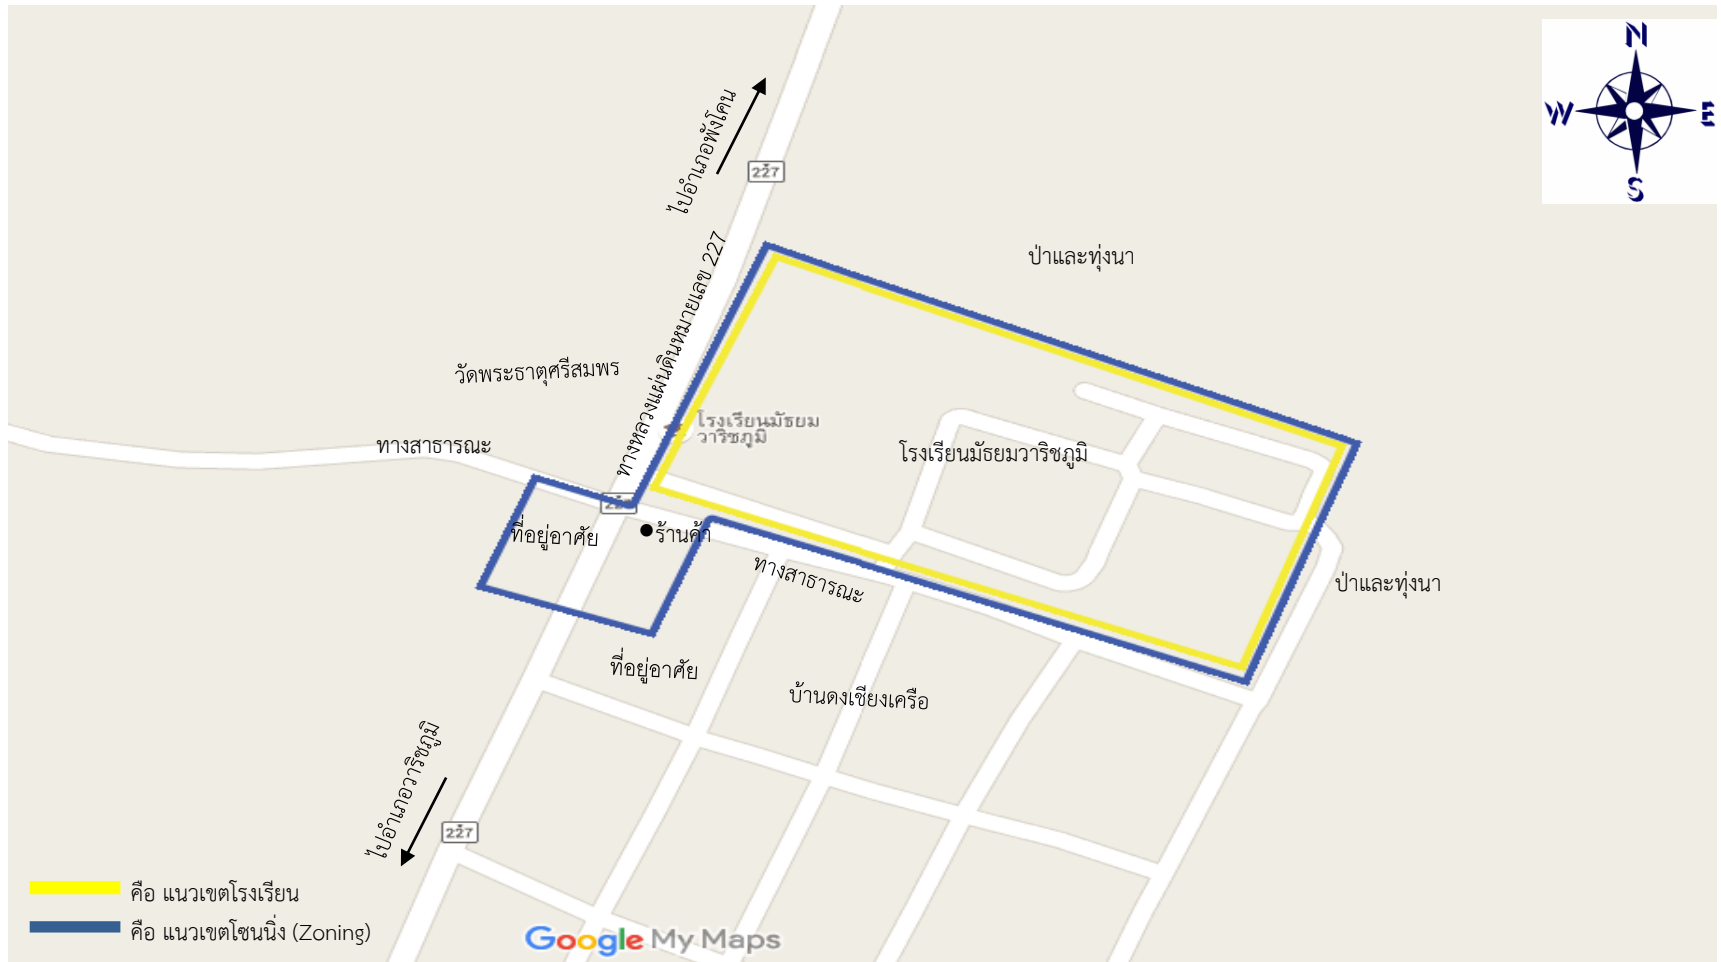 N
W E
S
ไปอำเภอพังโคน
227
ทางหลวงแผ่นดินหมายเลข 227
ป่าและทุ่งนา
วัดพระธาตุศรีสมพร
โรงเรียนมัธยม
วาริชภูมิ
ทางสาธารณะ
โรงเรียนมัธยมวาริชภูมิ
227
ที่อยู่อาศัย
ร้านค้า
ทางสาธารณะ
ป่าและทุ่งนา
ที่อยู่อาศัย
บ้านดงเชียงเครือ
ไปอำเภอวาริชภูมิ
227
คือ แนวเขตโรงเรียน
คือ แนวเขตโซนนิ่ง (Zoning)
Google My Maps